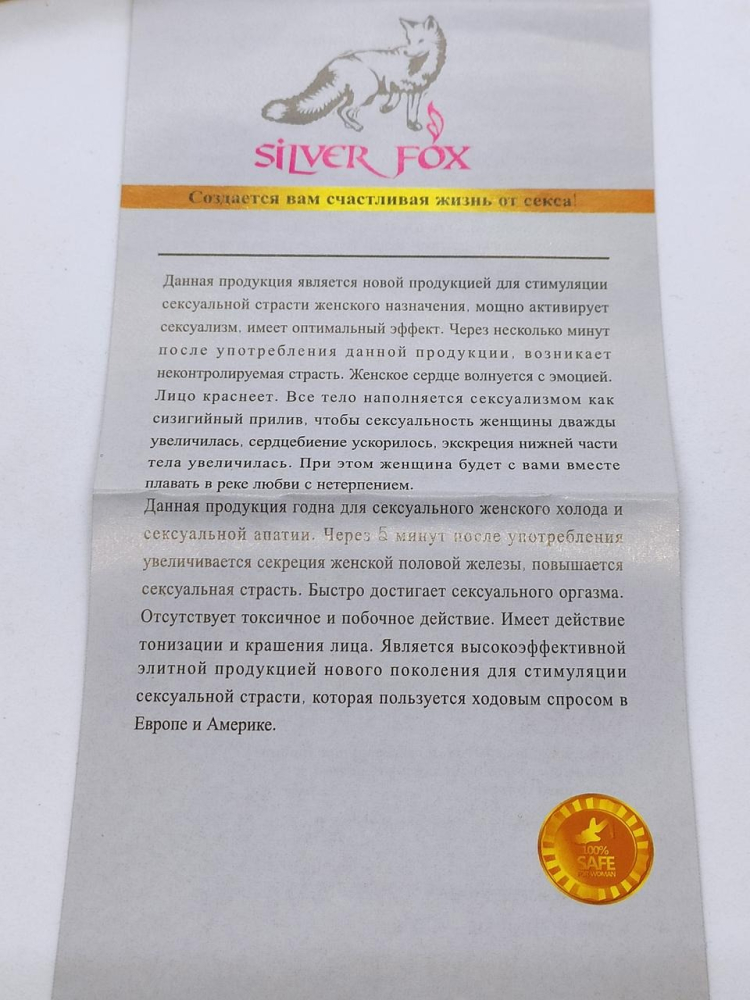 SILVER FOX
Создается вам счастливая жизнь от секса!
Данная продукция является новой продукцией для стимуляции
сексуальной страсти женского назначения, мощно активирует
сексуализм, имеет оптимальный эффект. Через несколько минут
после употребления данной продукции, возникает
неконтролируемая страсть. Женское сердце волнуется с эмоцией.
Лицо краснеет. Все тело наполняется сексуализмом как
сизигийный прилив, чтобы сексуальность женщины дважды
увеличилась, сердцебиение ускорилось, экскреция нижней части
тела увеличилась. При этом женщина будет с вами вместе
плавать в реке любви с нетерпением.
Данная продукция годна для сексуального женского холода и
сексуальной апатии. Через 5 минут после употребления
увеличивается секреция женской половой железы, повышается
сексуальная страсть. Быстро достигает сексуального оргазма.
Отсутствует токсичное и побочное действие. Имеет действие
тонизации и крашения лица. Является высокоэффективной
элитной продукцией нового поколения для стимуляции
сексуальной страсти, которая пользуется ходовым спросом в
Европе и Америке.
100%
SAFE
FOR WOMAN